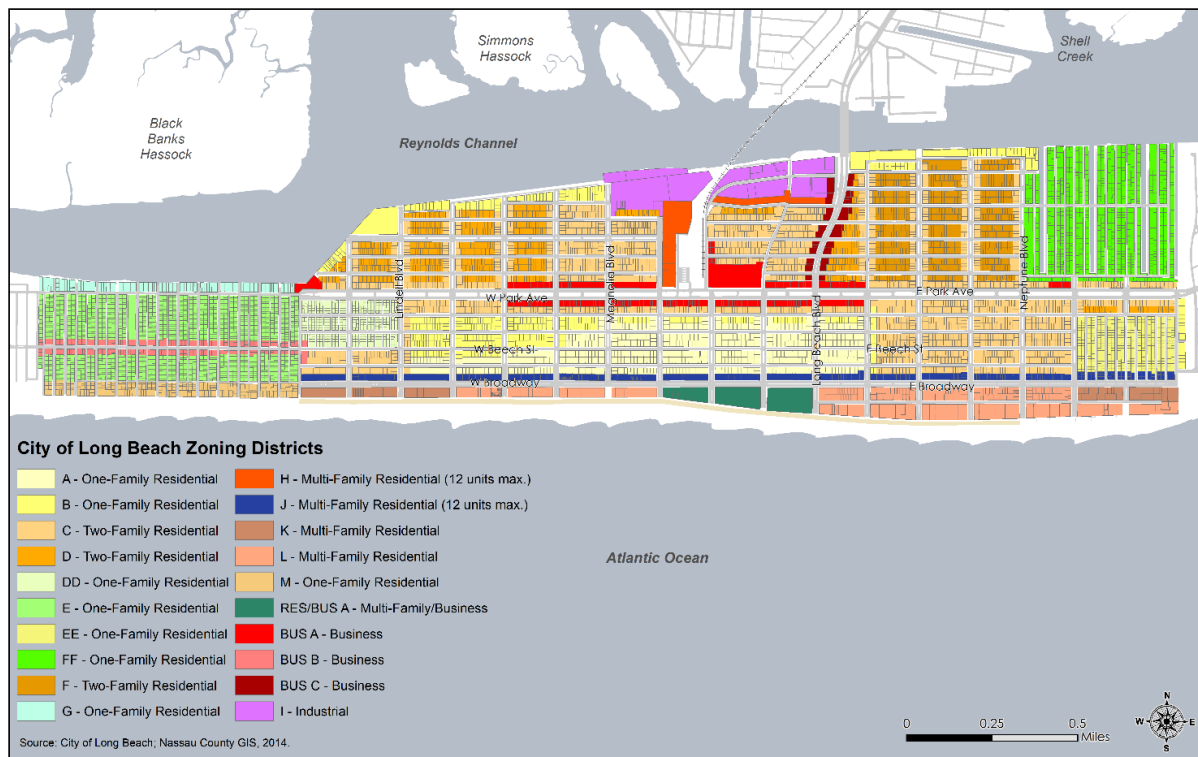 Simmons
Hassock
Shell
Creek
Black
Banks
Hassock
Reynolds Channel
Lindell Blvd
Magnolia Blvd
Long Beach Blvd
Neptune Blvd
W Park Ave
E Park Ave
W Beech St
E Beech St
W Broadway
E Broadway
Atlantic Ocean
City of Long Beach Zoning Districts
A - One-Family Residential
B - One-Family Residential
C - Two-Family Residential
D - Two-Family Residential
DD - One-Family Residential
E - One-Family Residential
EE - One-Family Residential
FF - One-Family Residential
F - Two-Family Residential
G - One-Family Residential
H - Multi-Family Residential (12 units max.)
J - Multi-Family Residential (12 units max.)
K - Multi-Family Residential
L - Multi-Family Residential
M - One-Family Residential
RES/BUS A - Multi-Family/Business
BUS A - Business
BUS B - Business
BUS C - Business
I - Industrial
Source: City of Long Beach; Nassau County GIS, 2014.
0 0.25 0.5
Miles
N
W E
S